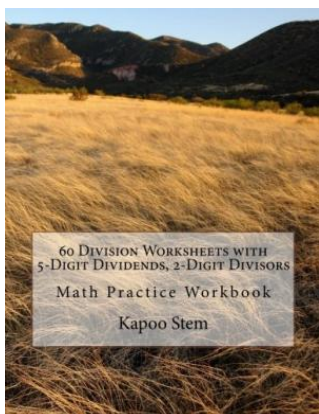 60 Division Worksheets with
5-Digit Dividends, 2-Digit Divisors
Math Practice Workbook
Kapoo Stem